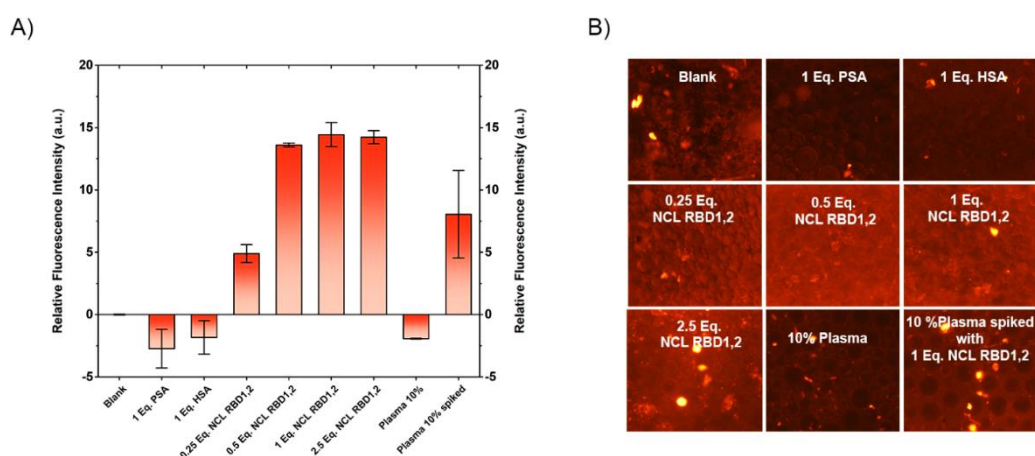 A)
B)
20
15
10
5
0
-5
Relative Fluorescence Intensity (a.u.)
20
15
10
5
0
-5
Relative Fluorescence Intensity (a.u.)
Blank
1 Eq. PSA
1 Eq. HSA
0.25 Eq. NCL RBD1,2
0.5 Eq. NCL RBD1,2
1 Eq. NCL RBD1,2
2.5 Eq. NCL RBD1,2
Plasma 10%
Plasma 10% spiked
Blank
1 Eq. PSA
1 Eq. HSA
0.25 Eq.
NCL RBD1,2
0.5 Eq.
NCL RBD1,2
1 Eq.
NCL RBD1,2
2.5 Eq.
NCL RBD1,2
10% Plasma
10 %Plasma spiked
with
1 Eq. NCL RBD1,2